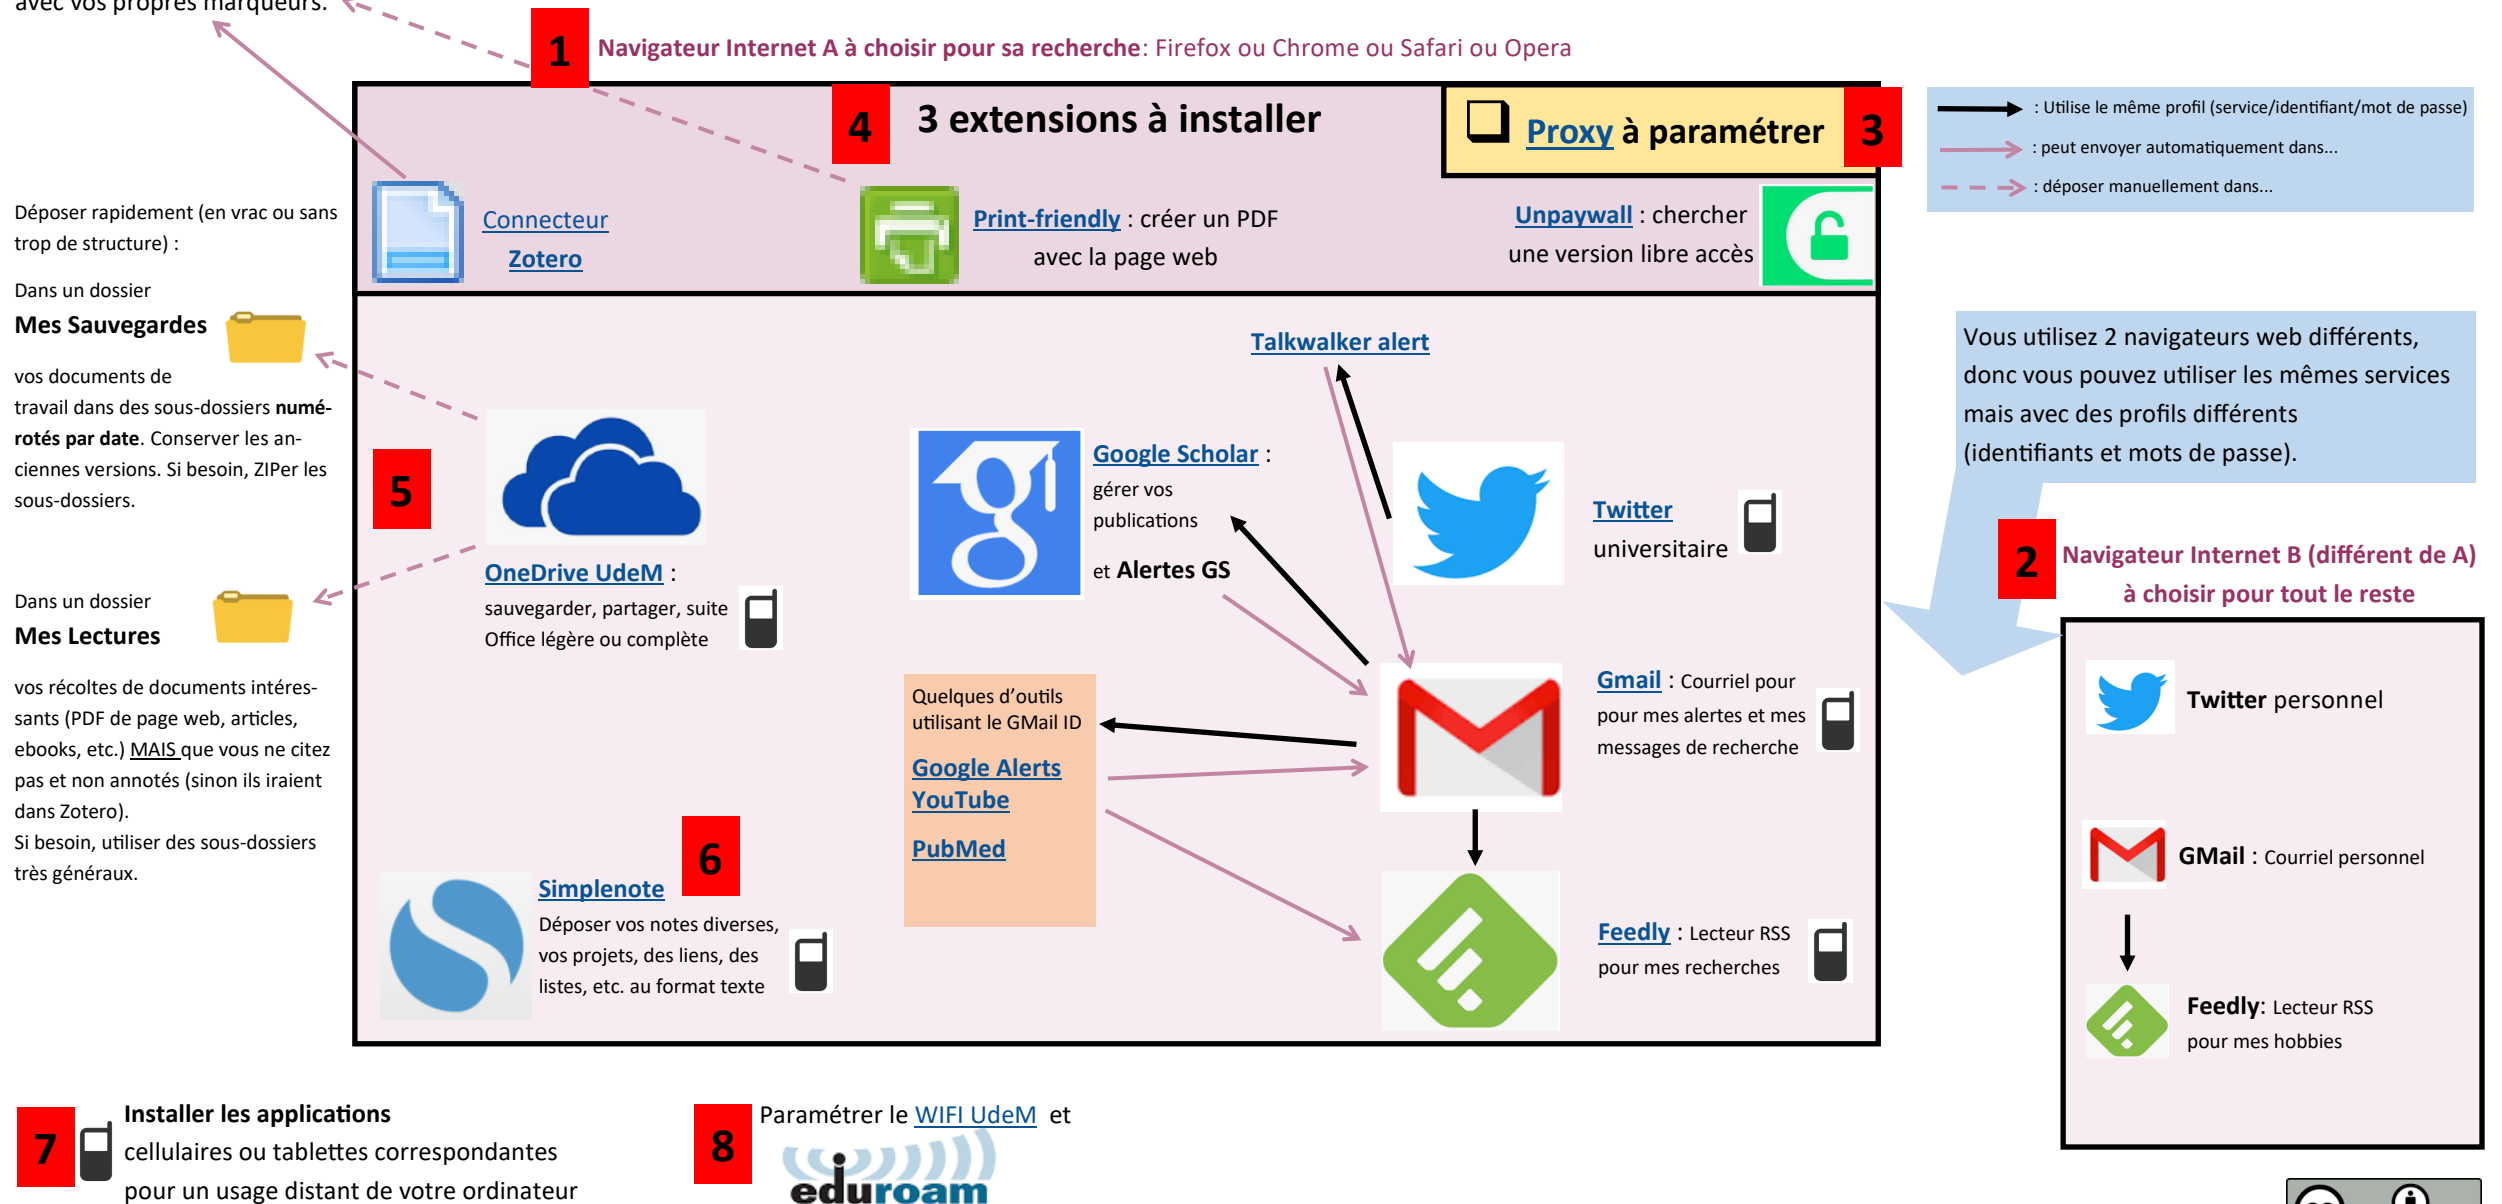 avec vos propres marqueurs.
1
Navigateur Internet A à choisir pour sa recherche: Firefox ou Chrome ou Safari ou Opera
4
3 extensions à installer
Proxy à paramétrer
3
: Utilise le même profil (service/identifiant/mot de passe)
: peut envoyer automatiquement dans...
: déposer manuellement dans...
Connecteur
Zotero
Print-friendly : créer un PDF
avec la page web
Unpaywall : chercher
une version libre accès
Déposer rapidement (en vrac ou sans
trop de structure) :
Dans un dossier
Mes Sauvegardes
vos documents de
travail dans des sous-dossiers numé-
rotés par date. Conserver les an-
ciennes versions. Si besoin, ZIPer les
sous-dossiers.
Dans un dossier
Mes Lectures
vos récoltes de documents intéres-
sants (PDF de page web, articles,
ebooks, etc.) MAIS que vous ne citez
pas et non annotés (sinon ils iraient
dans Zotero).
Si besoin, utiliser des sous-dossiers
très généraux.
5
OneDrive UdeM :
sauvegarder, partager, suite
Office légère ou complète
Talkwalker alert
Google Scholar :
gérer vos
publications
et Alertes GS
Twitter
universitaire
Quelques d'outils
utilisant le GMail ID
Google Alerts
YouTube
PubMed
Gmail : Courriel pour
pour mes alertes et mes
messages de recherche
6
Simplenote
Déposer vos notes diverses,
vos projets, des liens, des
listes, etc. au format texte
Feedly : Lecteur RSS
pour mes recherches
Vous utilisez 2 navigateurs web différents,
donc vous pouvez utiliser les mêmes services
mais avec des profils différents
(identifiants et mots de passe).
2
Navigateur Internet B (différent de A)
à choisir pour tout le reste
Twitter personnel
GMail : Courriel personnel
Feedly: Lecteur RSS
pour mes hobbies
7
Installer les applications
cellulaires ou tablettes correspondantes
pour un usage distant de votre ordinateur
8
Paramétrer le WIFI UdeM et
eduroam